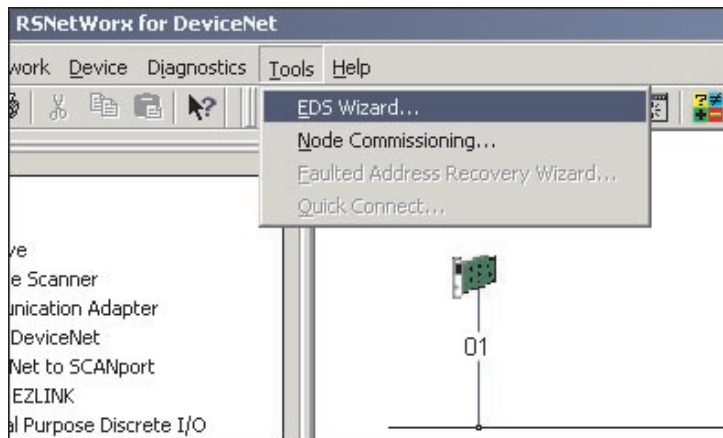 RSNetWorx for DeviceNet
work Device Diagnostics Tools Help
EDS Wizard...
Node Commissioning...
Faulted Address Recovery Wizard...
Quick Connect...
ve
e Scanner
unication Adapter
DeviceNet
Net to SCANport
EZLINK
al Purpose Discrete I/O
01